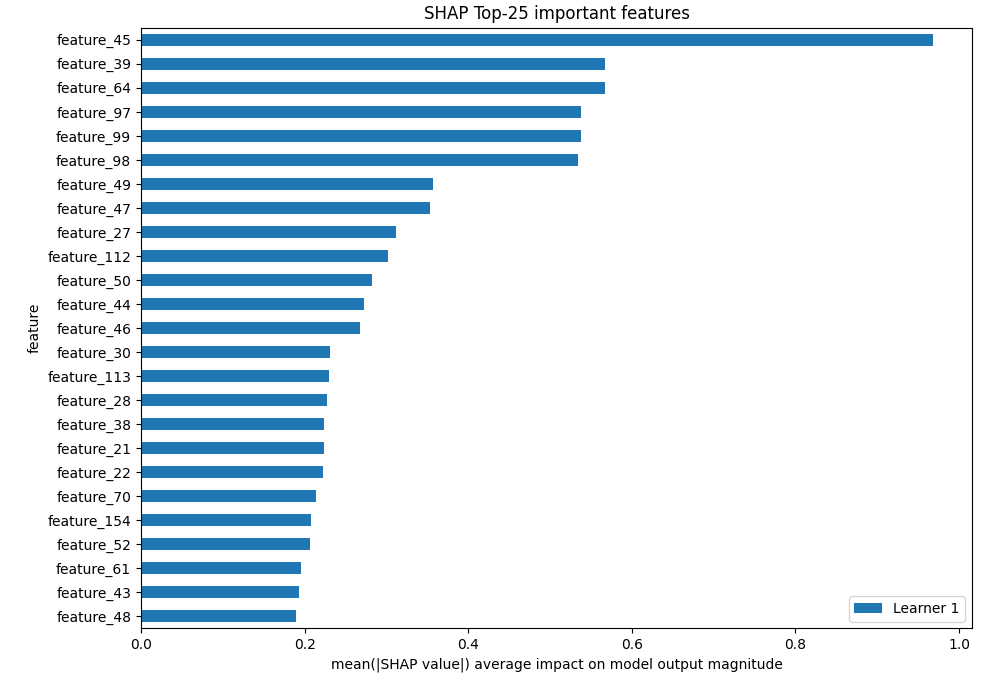 SHAP Top-25 important features
feature_45
feature_39
feature_64
feature_97
feature_99
feature_98
feature_49
feature_47
feature_27
feature_112
feature_50
feature_44
feature_46
feature_30
feature_113
feature_28
feature_38
feature_21
feature_22
feature_70
feature_154
feature_52
feature_61
feature_43
feature_48
feature
Learner 1
0.0 0.2 0.4 0.6 0.8 1.0
mean(|SHAP value|) average impact on model output magnitude